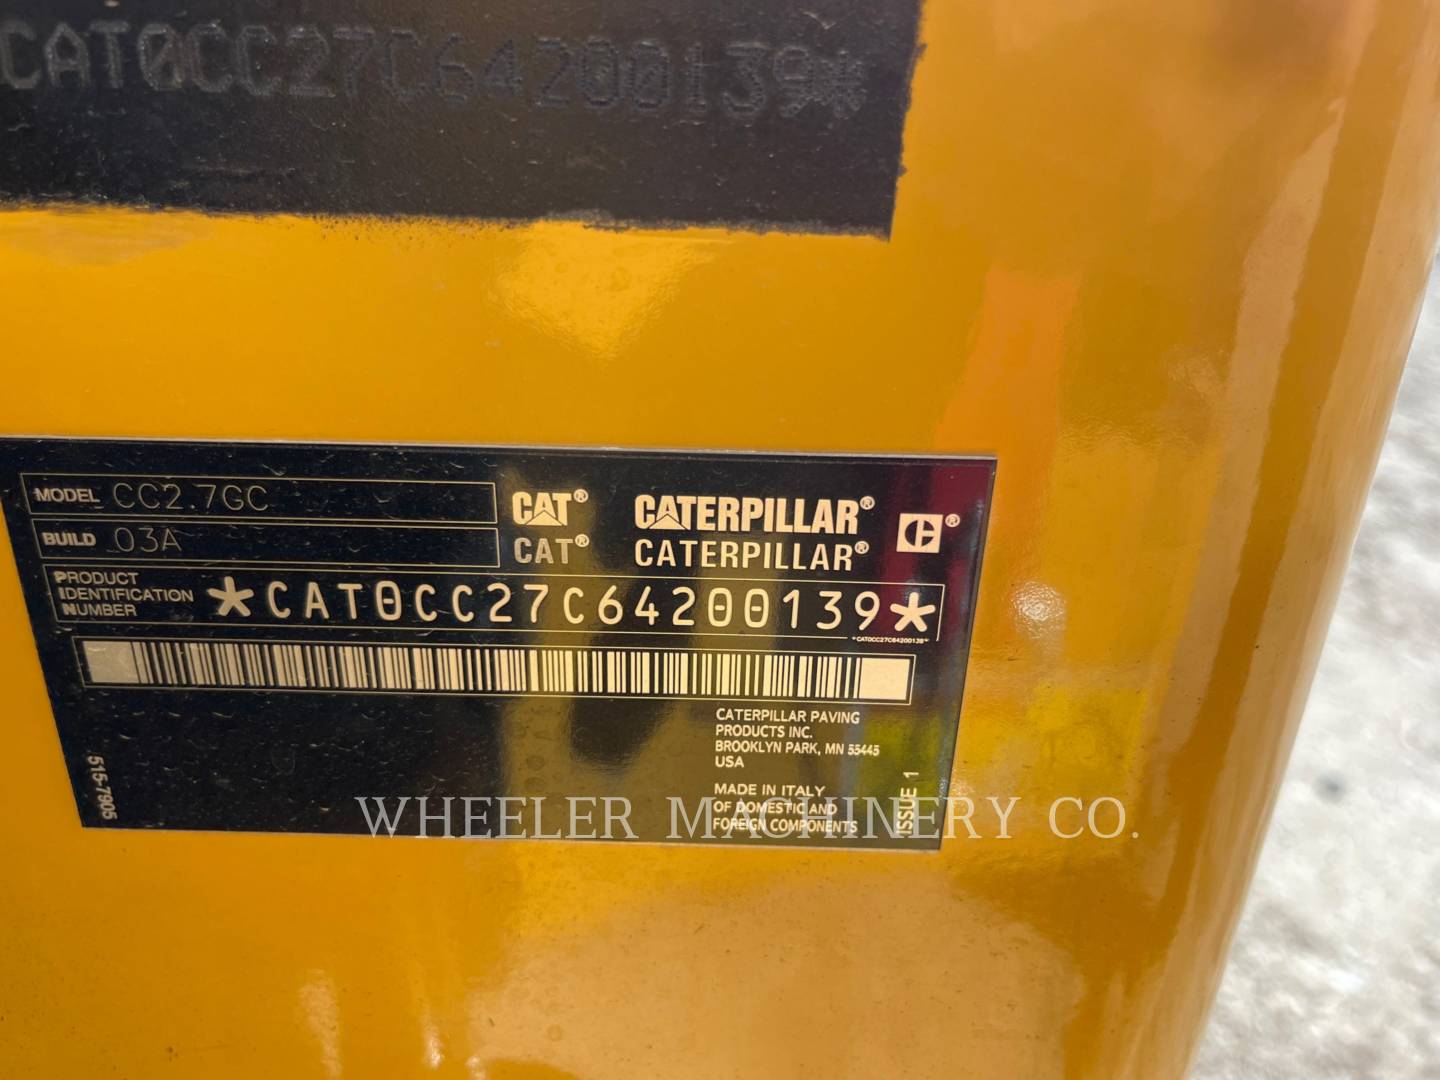 CAT0CC27C64200139*
MODEL CC2.7GC
BUILD 03A
CAT® CATERPILLAR® C®
CAT® CATERPILLAR®
PRODUCT
IDENTIFICATION
NUMBER
*CAT0CC27C64200139*
*CAT0CC27C64200139*
CATERPILLAR PAVING
PRODUCTS INC.
BROOKLYN PARK, MN 55445
USA
MADE IN ITALY
OF DOMESTIC AND
FOREIGN COMPONENTS
515-7905
ISSUE 1
WHEELER MACHINERY CO.